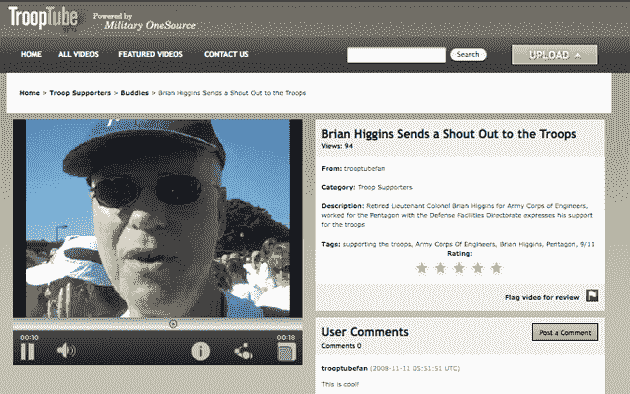 TroopTube
BETA
Powered by
Military OneSource
HOME ALL VIDEOS FEATURED VIDEOS CONTACT US Search UPLOAD
Home > Troop Supporters > Buddies > Brian Higgins Sends a Shout Out to the Troops
Brian Higgins Sends a Shout Out to the Troops
Views: 94
From: trooptubefan
Category: Troop Supporters
Description: Retired Lieutenant Colonel Brian Higgins for Army Corps of Engineers,
worked for the Pentagon with the Defense Facilities Directorate expresses his support
for the troops
Tags: supporting the troops, Army Corps Of Engineers, Brian Higgins, Pentagon, 9/11
Rating:
Flag video for review
00:10 00:18
User Comments
Post a Comment
Comments 0
trooptubefan (2008-11-11 05:51:51 UTC)
This is cool!